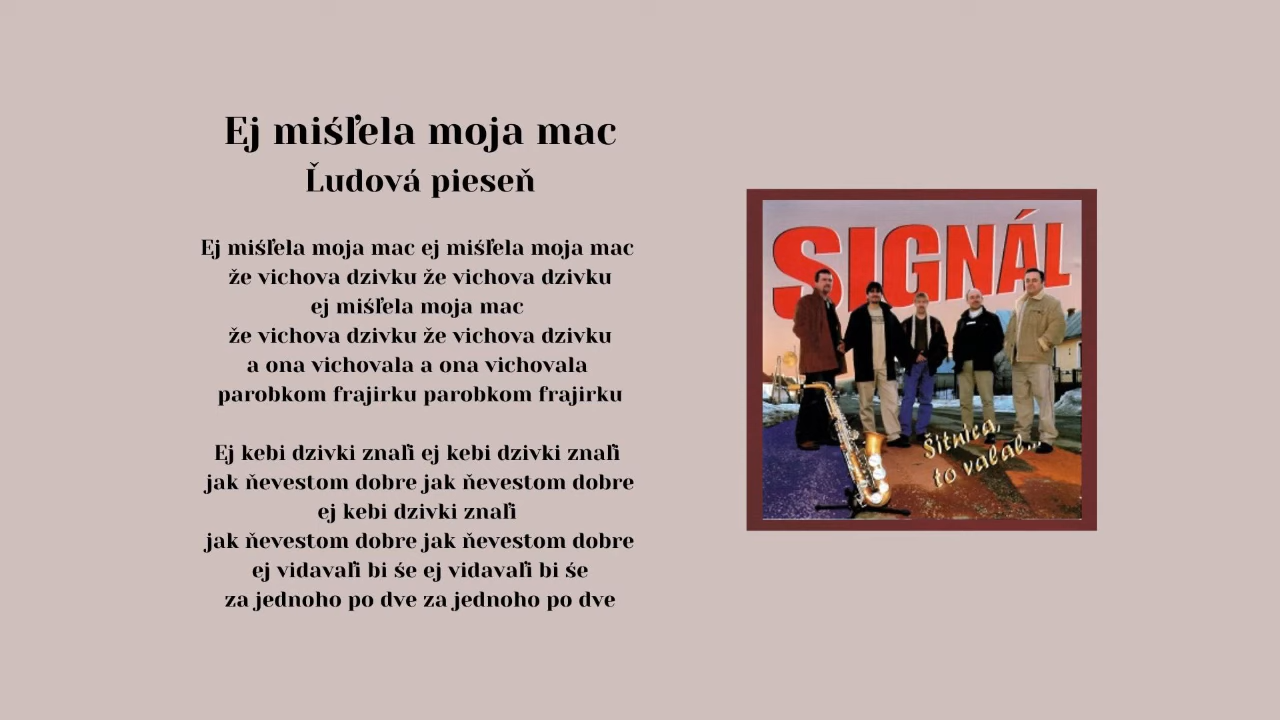 Ej miśľela moja mac
Ľudová pieseň
Ej miśľela moja mac ej miśľela moja mac
že vichova dzivku že vichova dzivku
ej miśľela moja mac
že vichova dzivku že vichova dzivku
a ona vichovala a ona vichovala
parobkom frajirku parobkom frajirku
Ej kebi dzivki znaľi ej kebi dzivki znaľi
jak ňevestom dobre jak ňevestom dobre
ej kebi dzivki znaľi
jak ňevestom dobre jak ňevestom dobre
ej vidavaľi bi śe ej vidavaľi bi śe
za jednoho po dve za jednoho po dve
SIGNÁL
Šitnica,
to valal...